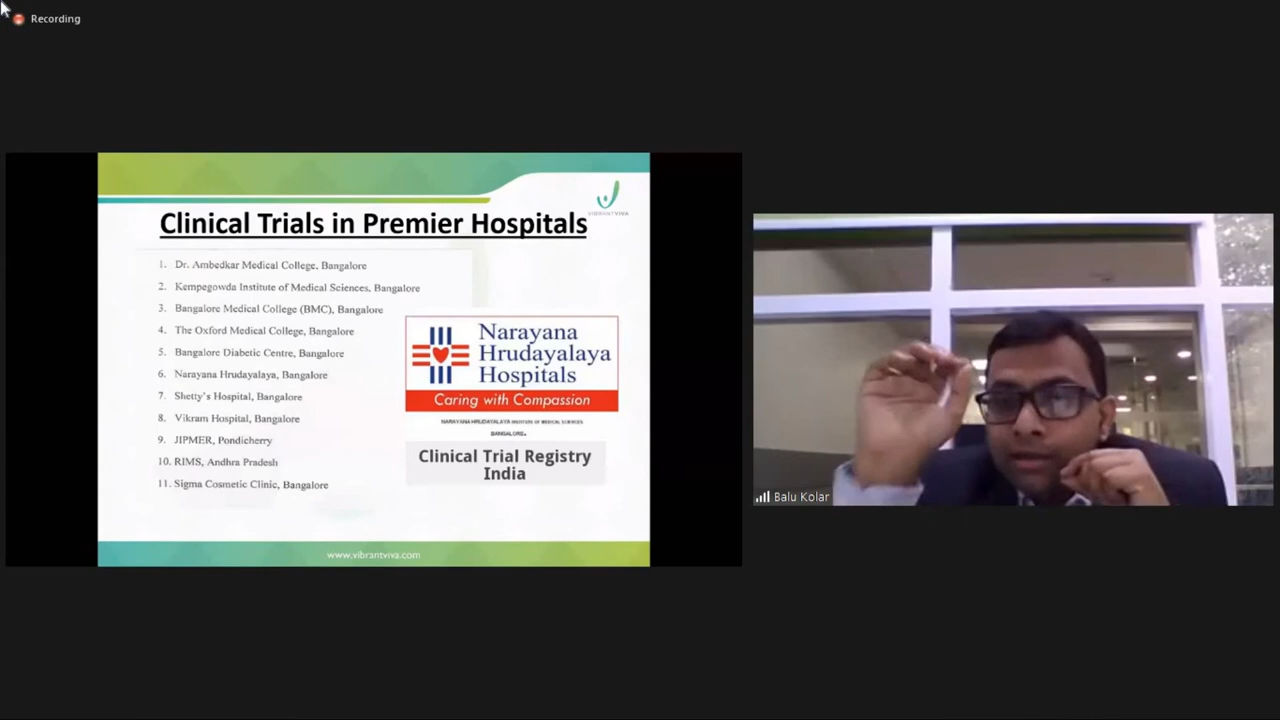 Recording
VIBRANTVIVA
Clinical Trials in Premier Hospitals
1. Dr. Ambedkar Medical College, Bangalore
2. Kempegowda Institute of Medical Sciences, Bangalore
3. Bangalore Medical College (BMC), Bangalore
4. The Oxford Medical College, Bangalore
5. Bangalore Diabetic Centre, Bangalore
6. Narayana Hrudayalaya, Bangalore
7. Shetty's Hospital, Bangalore
8. Vikram Hospital, Bangalore
9. JIPMER, Pondicherry
10. RIMS, Andhra Pradesh
11. Sigma Cosmetic Clinic, Bangalore
Narayana
Hrudayalaya
Hospitals
Caring with Compassion
NARAYANA HRUDAYALAYA INSTITUTE OF MEDICAL SCIENCES
BANGALORE.
Clinical Trial Registry
India
www.vibrantviva.com
Balu Kolar